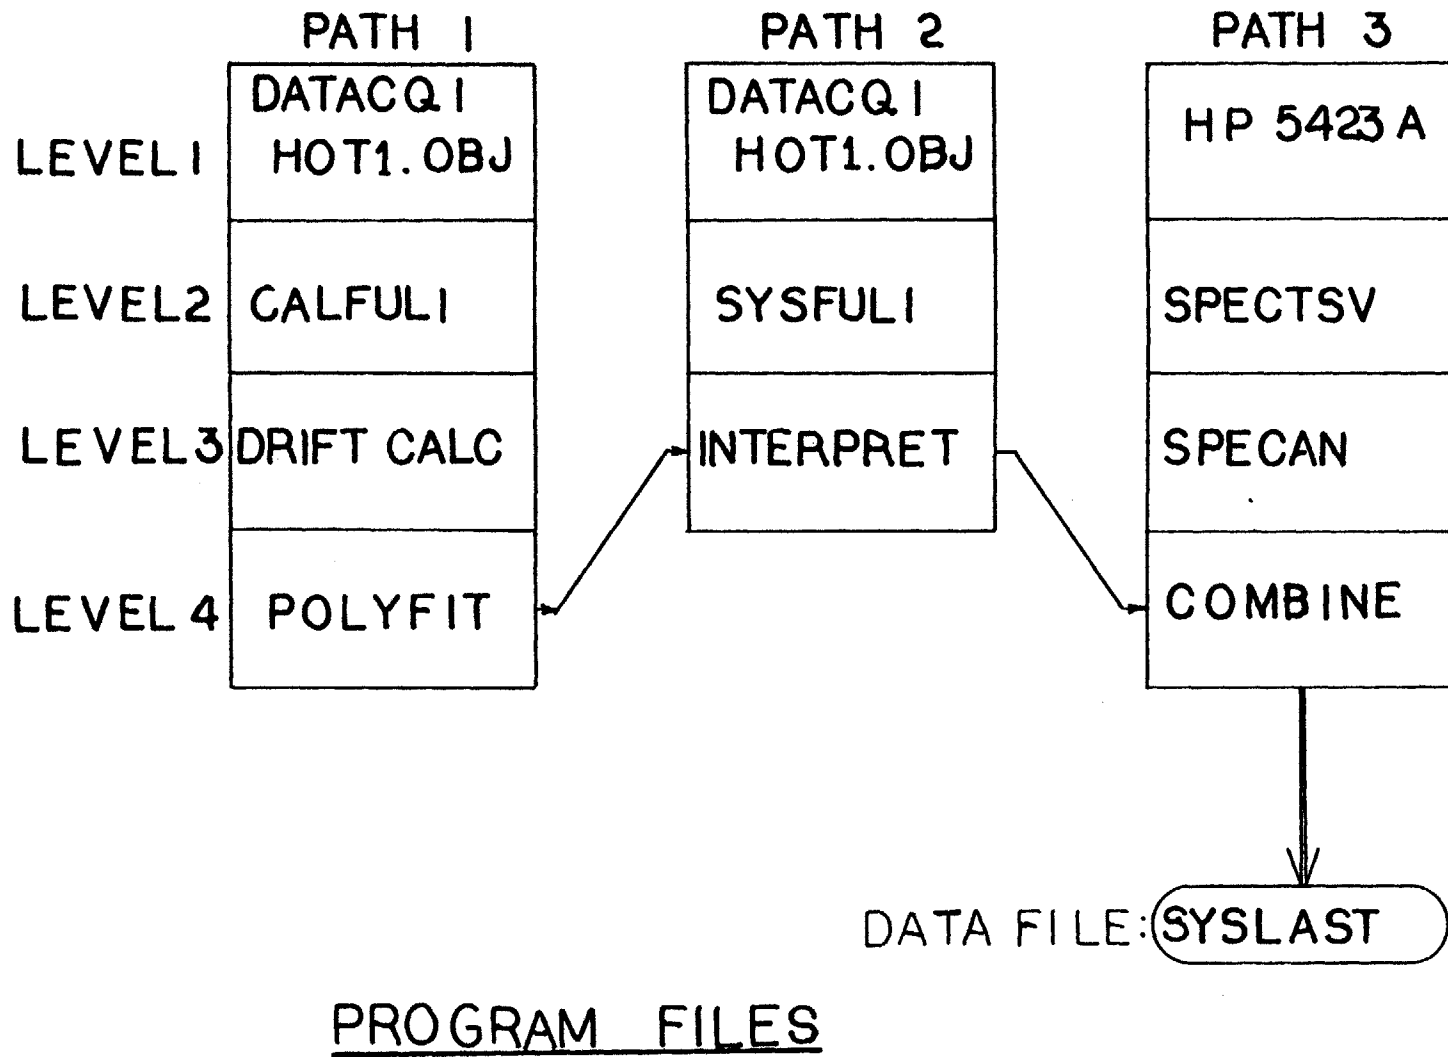 PATH 1 PATH 2 PATH 3
DATACQ1 DATACQ1
HP 5423A
LEVEL1 HOT1.OBJ HOT1.OBJ
LEVEL2 CALFUL1 SYSFUL1 SPECTSV
LEVEL3 DRIFT CALC INTERPRET SPECAN
LEVEL4 POLYFIT COMBINE
DATA FILE: SYSLAST
PROGRAM FILES